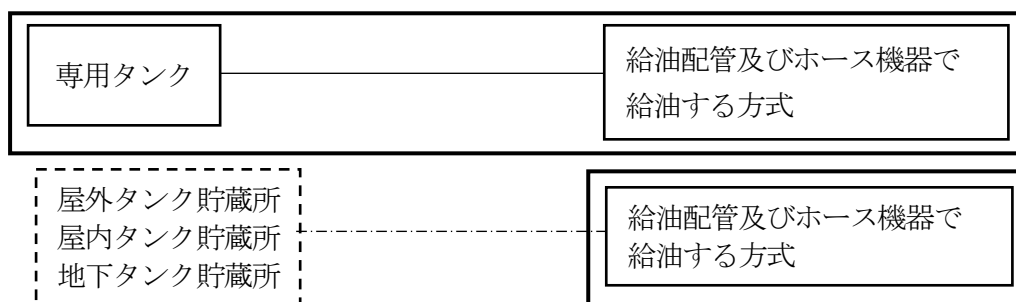 専用タンク
給油配管及びホース機器で
給油する方式
屋外タンク貯蔵所
屋内タンク貯蔵所
地下タンク貯蔵所
給油配管及びホース機器で
給油する方式